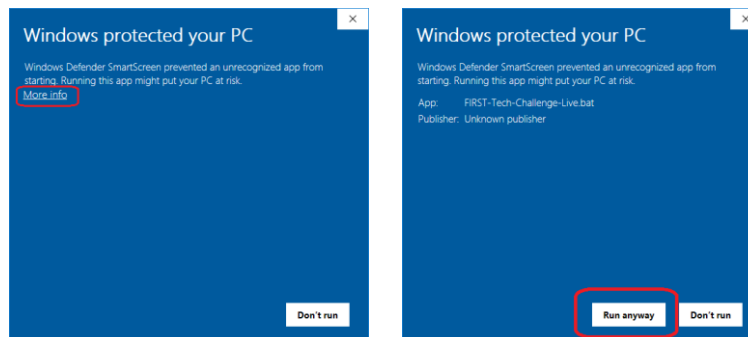 Windows protected your PC
Windows Defender SmartScreen prevented an unrecognized app from
starting. Running this app might put your PC at risk.
More info
Don't run
Windows protected your PC
Windows Defender SmartScreen prevented an unrecognized app from
starting. Running this app might put your PC at risk.
App: FIRST-Tech-Challenge-Live.bat
Publisher: Unknown publisher
Run anyway Don't run